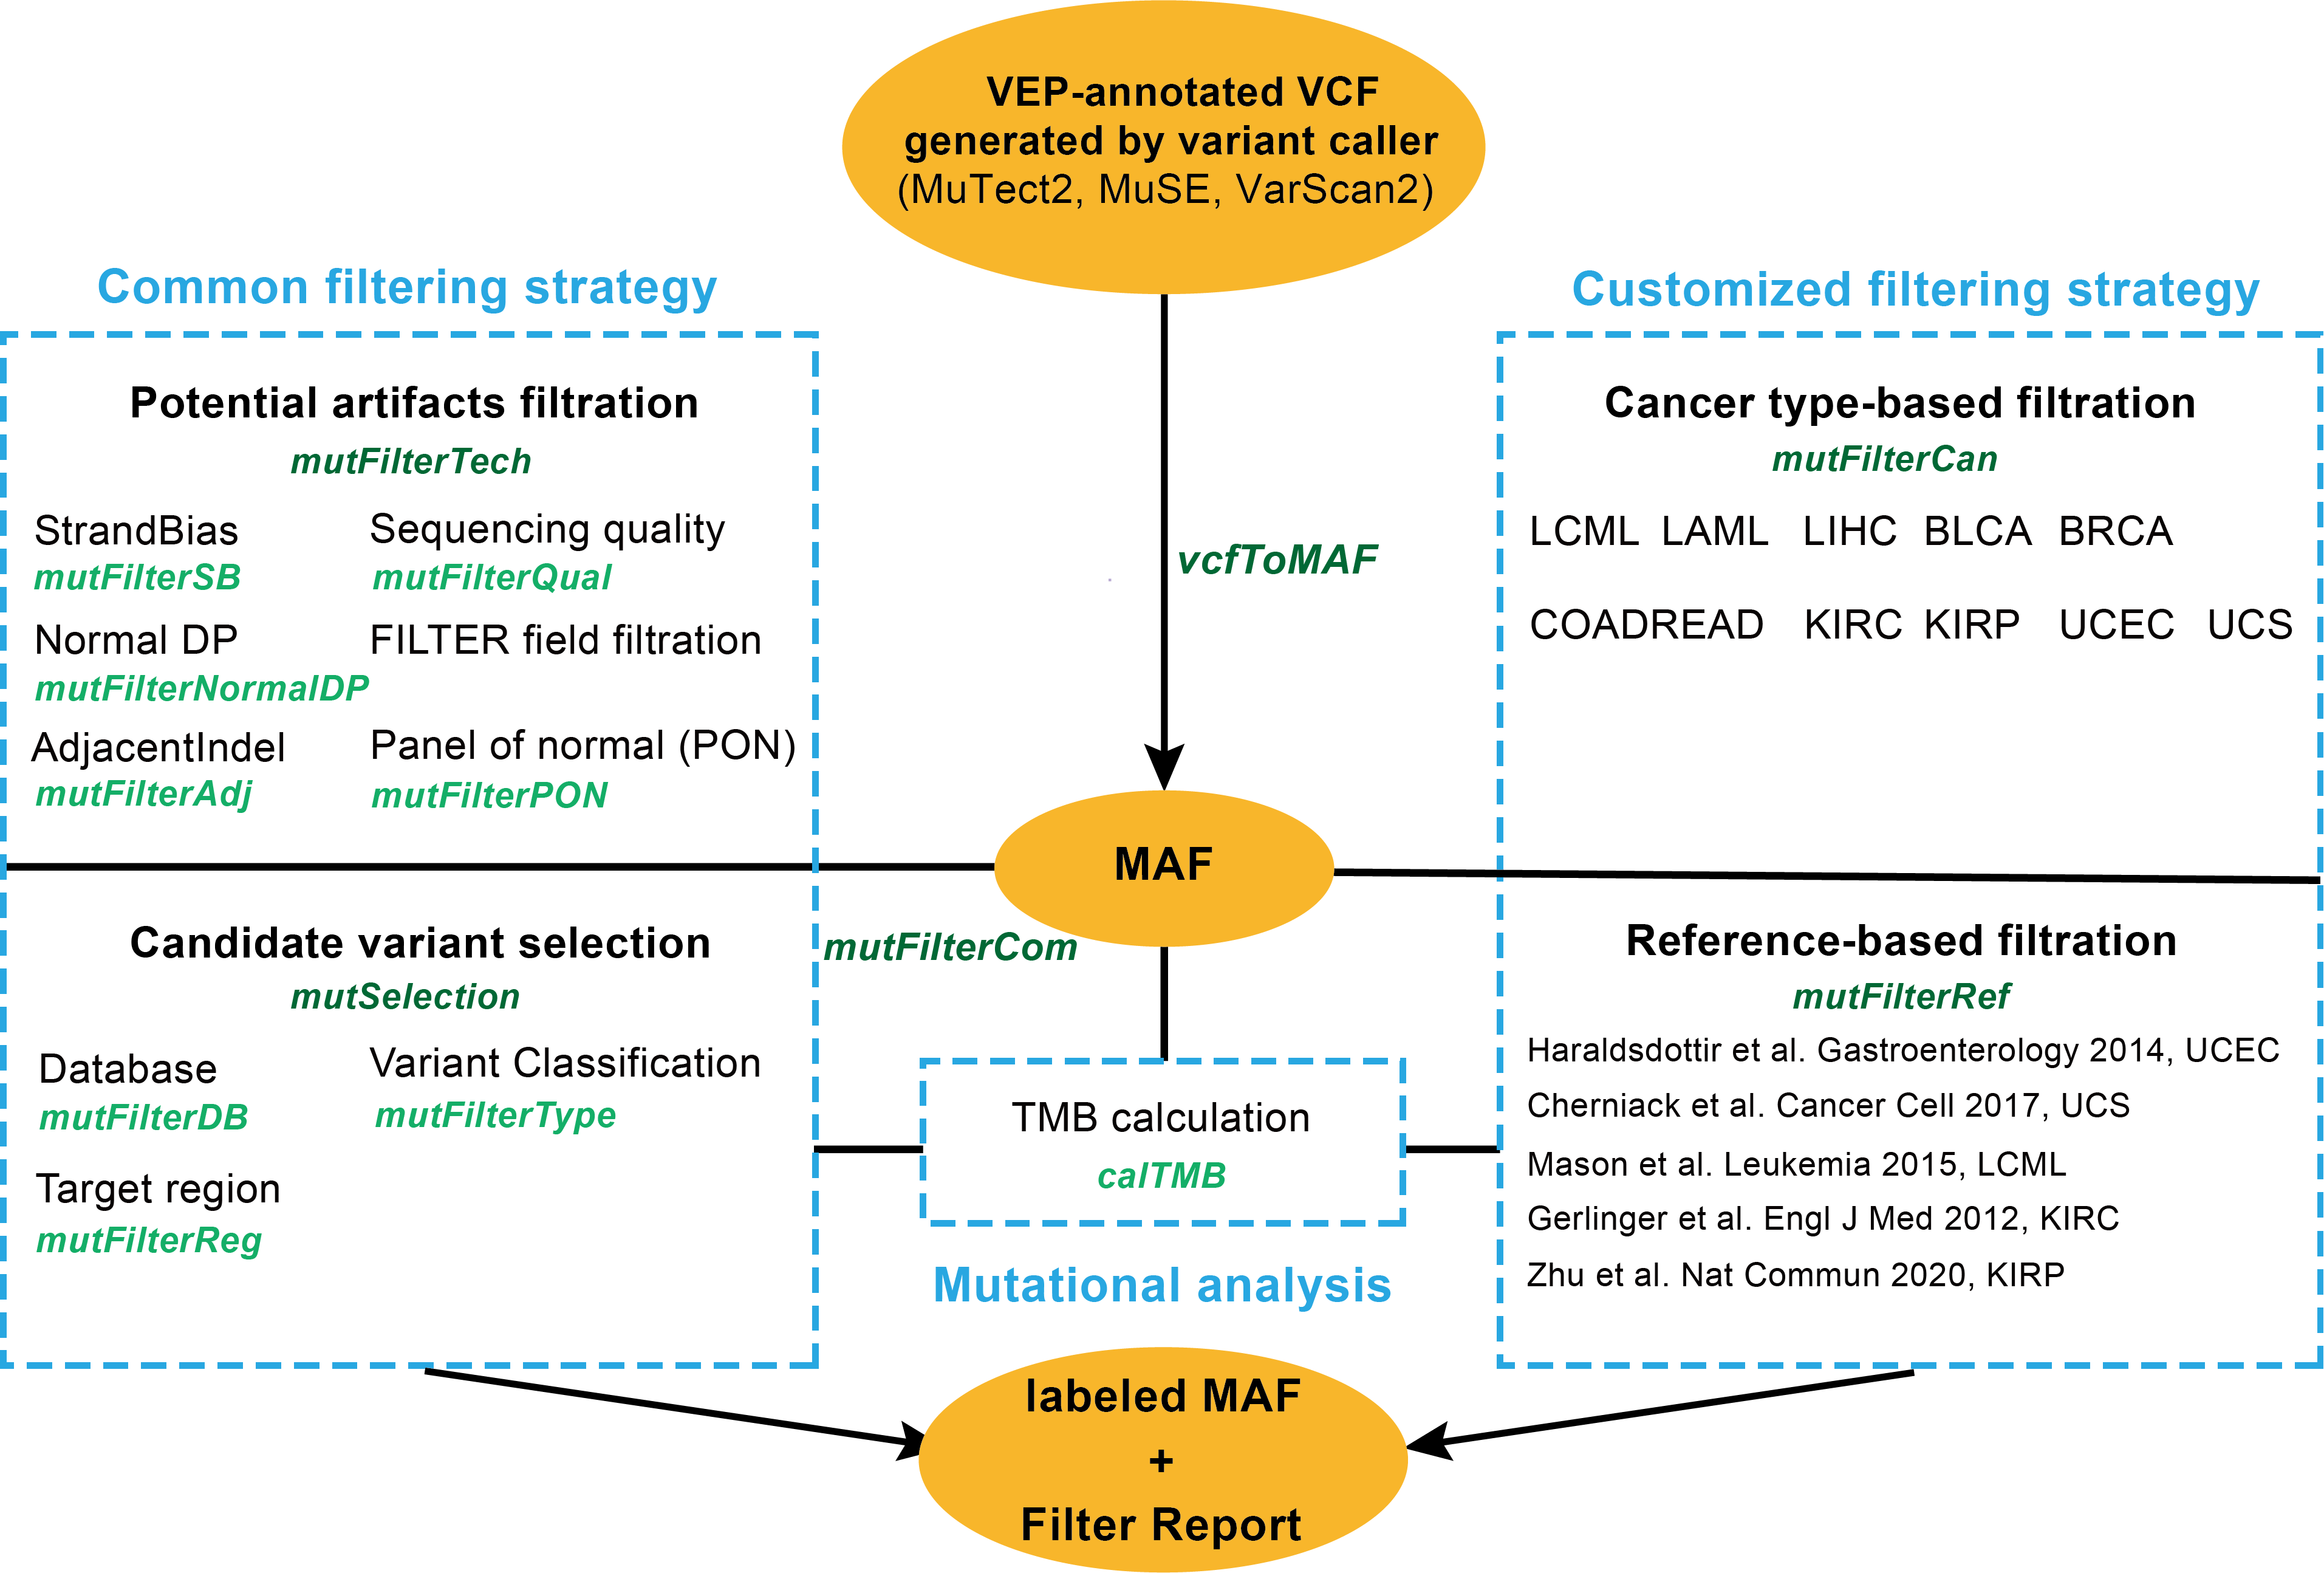 VEP-annotated VCF
generated by variant caller
(MuTect2, MuSE, VarScan2)
Common filtering strategy
Potential artifacts filtration
mutFilterTech
StrandBias
mutFilterSB
Sequencing quality
mutFilterQual
Normal DP
mutFilterNormalDP
FILTER field filtration
AdjacentIndel
mutFilterAdj
Panel of normal (PON)
mutFilterPON
Candidate variant selection
mutSelection
Database
mutFilterDB
Variant Classification
mutFilterType
Target region
mutFilterReg
vcfToMAF
MAF
mutFilterCom
TMB calculation
calTMB
Mutational analysis
Customized filtering strategy
Cancer type-based filtration
mutFilterCan
LCML LAML LIHC BLCA BRCA
COADREAD KIRC KIRP UCEC UCS
Reference-based filtration
mutFilterRef
Haraldsdottir et al. Gastroenterology 2014, UCEC
Cherniack et al. Cancer Cell 2017, UCS
Mason et al. Leukemia 2015, LCML
Gerlinger et al. Engl J Med 2012, KIRC
Zhu et al. Nat Commun 2020, KIRP
labeled MAF
+
Filter Report